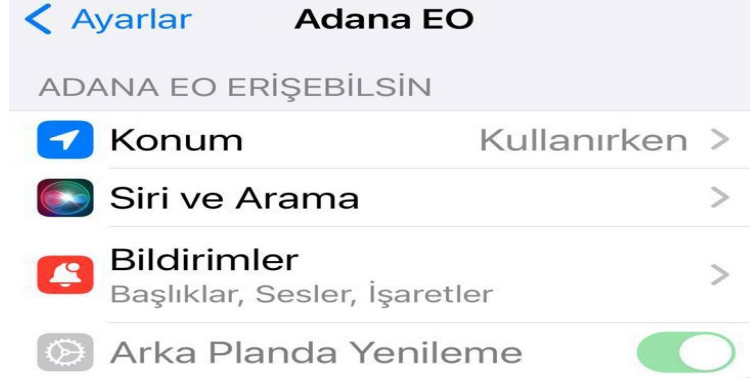 Ayarlar Adana EO
ADANA EO ERİŞEBİLSİN
Konum Kullanırken
Siri ve Arama
Bildirimler
Başlıklar, Sesler, İşaretler
Arka Planda Yenileme